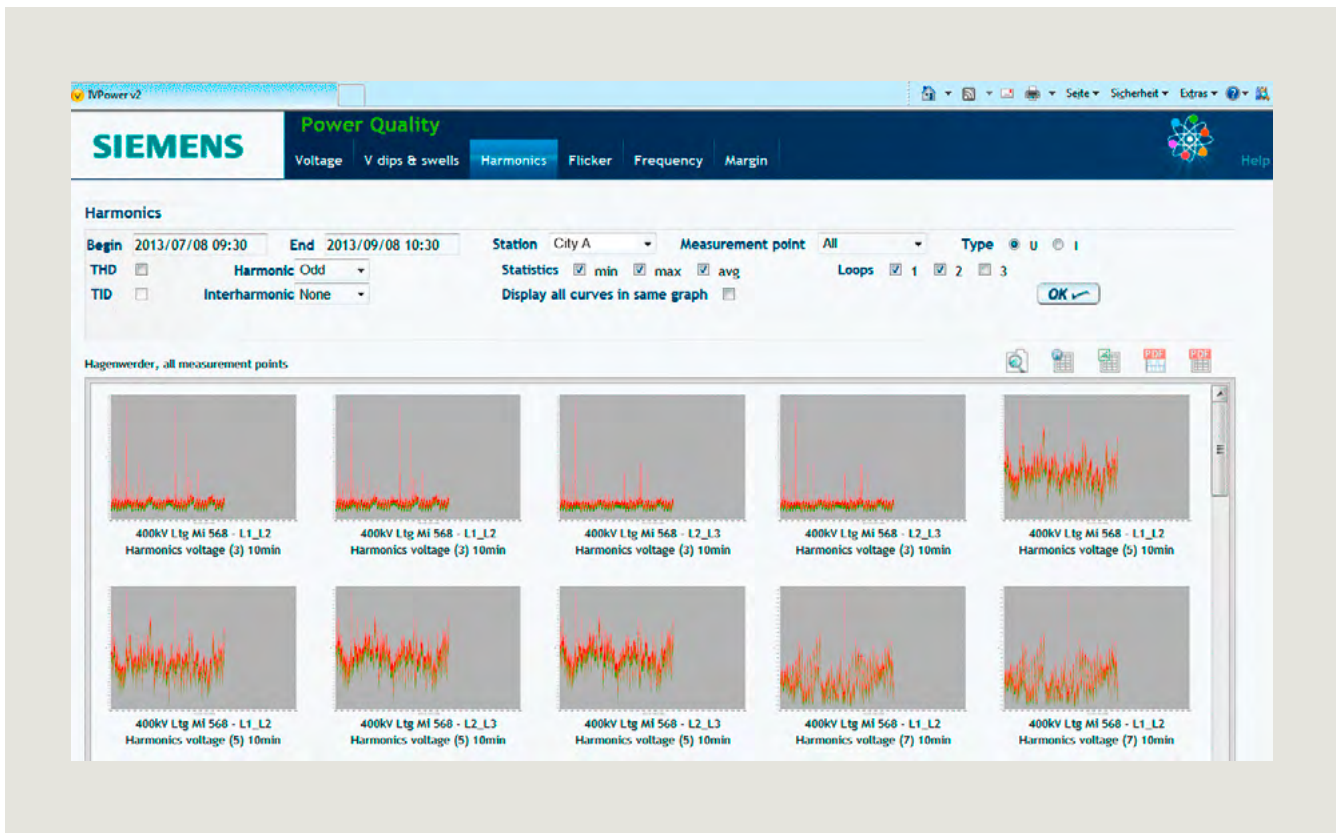 IVPower v2
Seite Sicherheit Extras
SIEMENS
Power Quality
Voltage V dips & swells Harmonics Flicker Frequency Margin
Help
Harmonics
Begin 2013/07/08 09:30 End 2013/09/08 10:30 Station City A Measurement point All Type U I
THD Harmonic Odd Statistics min max avg Loops 1 2 3
TID Interharmonic None Display all curves in same graph OK
Hagenwerder, all measurement points
PDF PDF
400kV Ltg Mi 568 - L1_L2 400kV Ltg Mi 568 - L1_L2 400kV Ltg Mi 568 - L2_L3 400kV Ltg Mi 568 - L2_L3 400kV Ltg Mi 568 - L1_L2
Harmonics voltage (3) 10min Harmonics voltage (3) 10min Harmonics voltage (3) 10min Harmonics voltage (3) 10min Harmonics voltage (5) 10min
400kV Ltg Mi 568 - L1_L2 400kV Ltg Mi 568 - L2_L3 400kV Ltg Mi 568 - L2_L3 400kV Ltg Mi 568 - L1_L2 400kV Ltg Mi 568 - L1_L2
Harmonics voltage (5) 10min Harmonics voltage (5) 10min Harmonics voltage (5) 10min Harmonics voltage (7) 10min Harmonics voltage (7) 10min